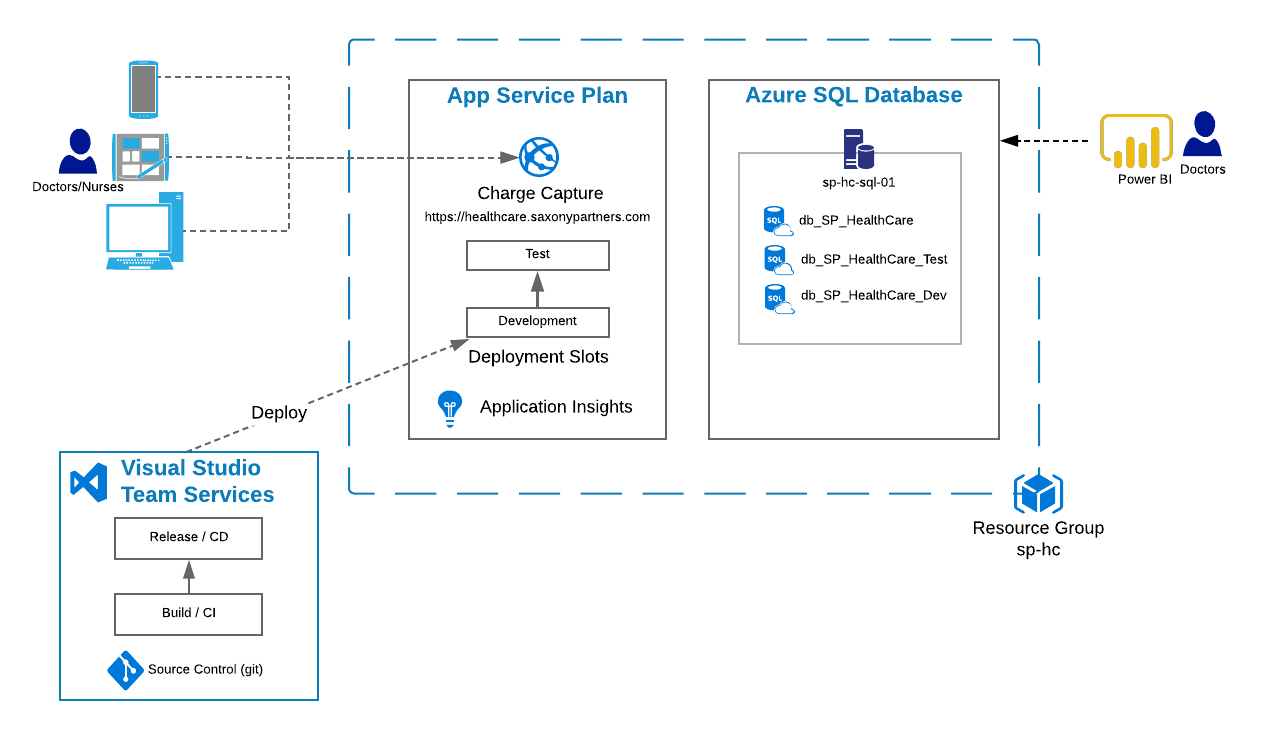 App Service Plan
Azure SQL Database
Doctors/Nurses
Charge Capture
https://healthcare.saxonypartners.com
Test
Development
Deployment Slots
Application Insights
sp-hc-sql-01
SQL db_SP_HealthCare
SQL db_SP_HealthCare_Test
SQL db_SP_HealthCare_Dev
Power BI
Doctors
Deploy
Visual Studio
Team Services
Release / CD
Build / CI
Source Control (git)
Resource Group
sp-hc